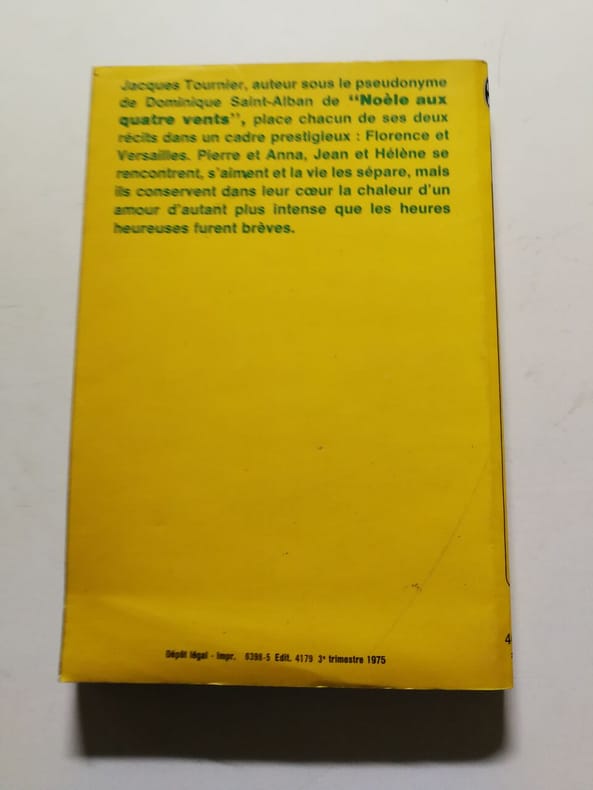 Jacques Tournier, auteur sous le pseudonyme
de Dominique Saint-Alban de "Noèle aux
quatre vents", place chacun de ses deux
récits dans un cadre prestigieux : Florence et
Versailles. Pierre et Anna, Jean et Hélène se
rencontrent, s'aiment et la vie les sépare, mais
ils conservent dans leur cœur la chaleur d'un
amour d'autant plus intense que les heures
heureuses furent brèves.
Dépôt légal - Impr. 6398-5 Edit. 4179 3e trimestre 1975